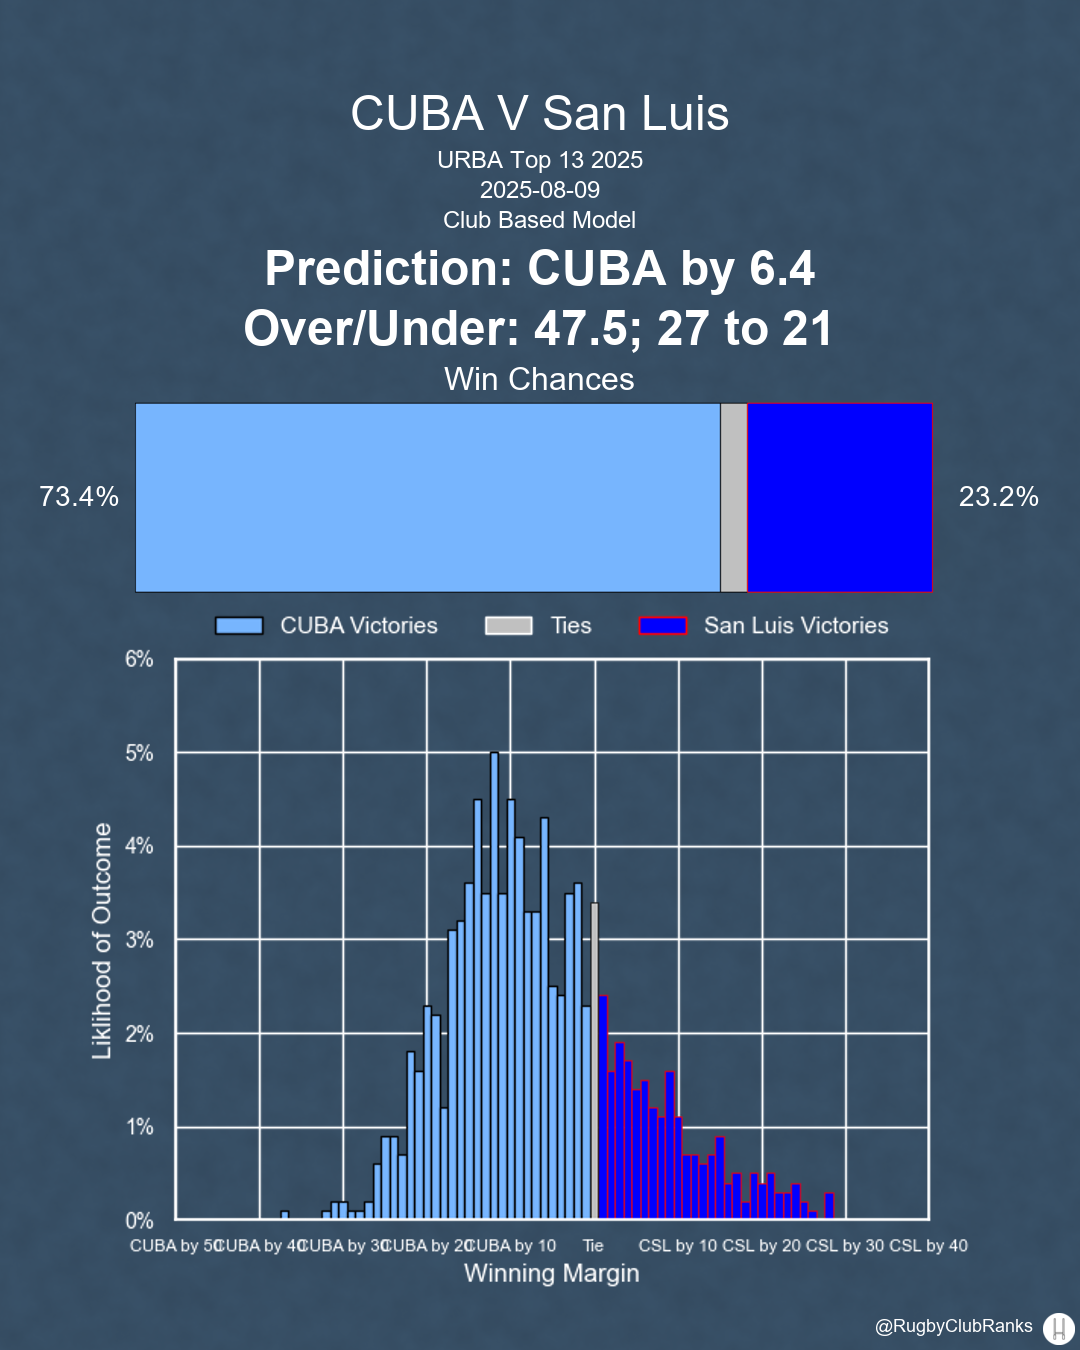 CUBA V San Luis
URBA Top 13 2025
2025-08-09
Club Based Model
Prediction: CUBA by 6.4
Over/Under: 47.5; 27 to 21
Win Chances
73.4%
23.2%
CUBA Victories
Ties
San Luis Victories
6%
5%
4%
3%
2%
1%
0%
Liklihood of Outcome
CUBA by 50
CUBA by 40
CUBA by 30
CUBA by 20
CUBA by 10
Tie
CSL by 10
CSL by 20
CSL by 30
CSL by 40
Winning Margin
@RugbyClubRanks